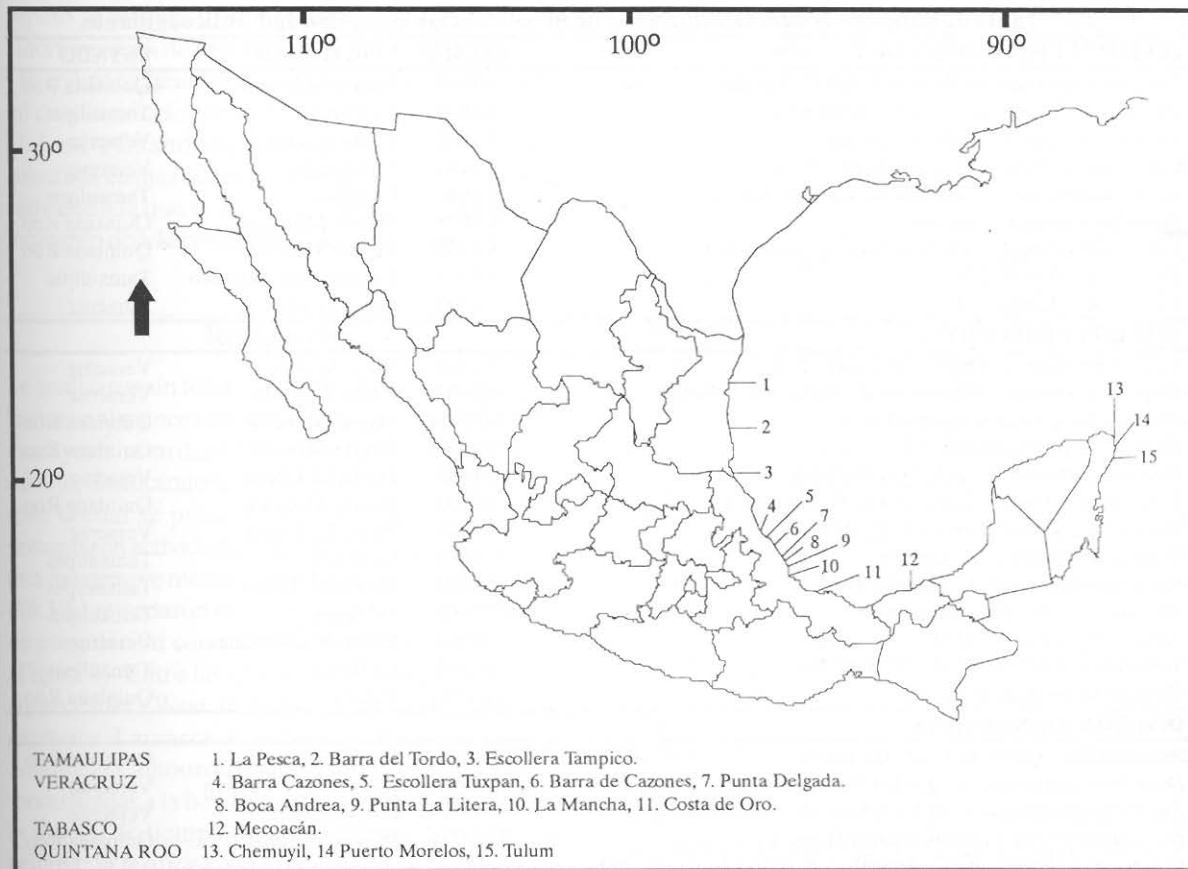 110º 100º 90º
30º
20º
1
2
3
4
5
6
7
8
9
10
11
12
13
14
15
TAMAULIPAS 1. La Pesca, 2. Barra del Tordo, 3. Escollera Tampico.
VERACRUZ 4. Barra Cazones, 5. Escollera Tuxpan, 6. Barra de Cazones, 7. Punta Delgada.
8. Boca Andrea, 9. Punta La Litera, 10. La Mancha, 11. Costa de Oro.
TABASCO 12. Mecoacán.
QUINTANA ROO 13. Chemuyil, 14 Puerto Morelos, 15. Tulum